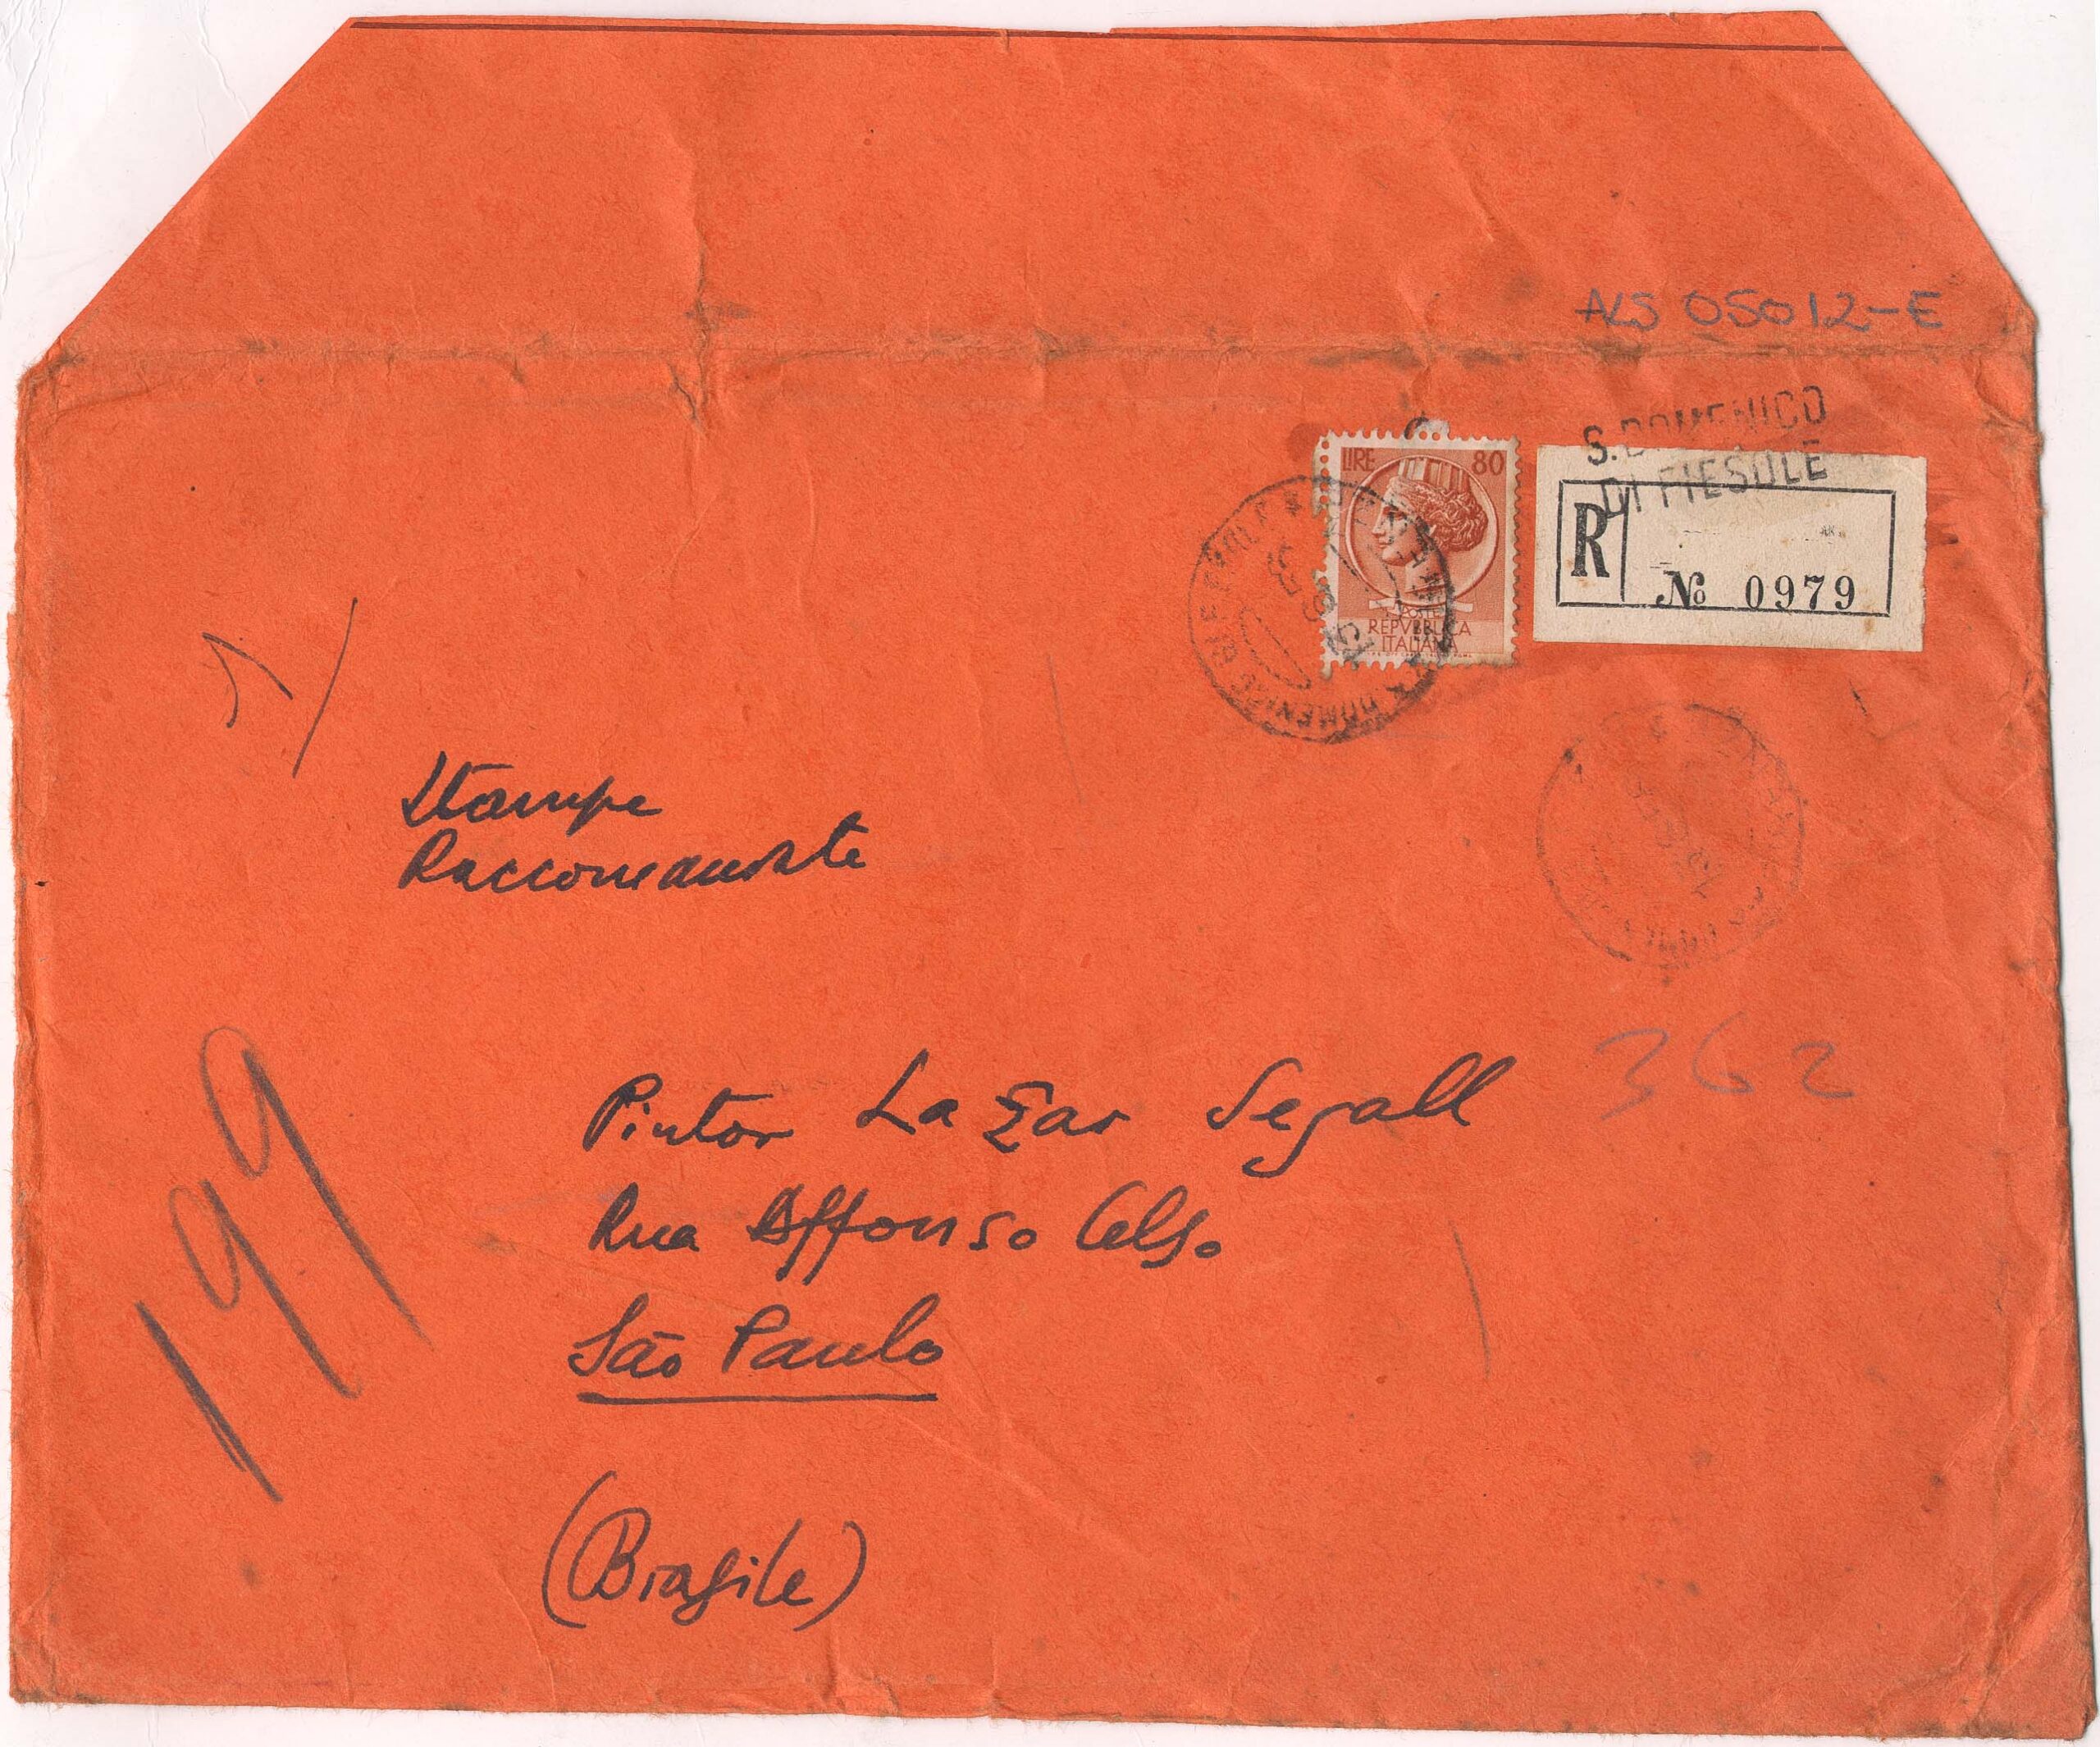 ALS 05012-E
S. DOMENICO
DI FIESOLE
LIRE 80
POSTE
REPVBBLICA
ITALIANA
R
№ 0979
Stampe
Raccomandate
362
Pintor Lazar Segall
Rua Affonso Celso
São Paulo
(Brasile)
199